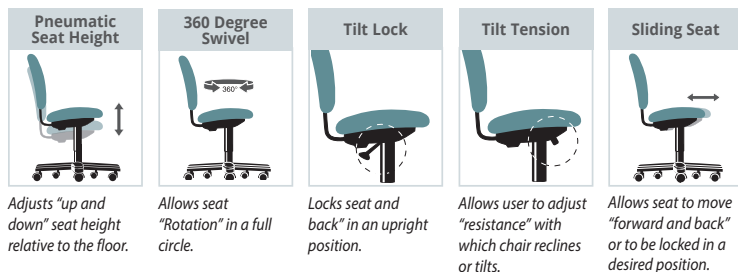 Pneumatic
Seat Height
360 Degree
Swivel
Tilt Lock
Tilt Tension
Sliding Seat
360°
Adjusts “up and
down” seat height
relative to the floor.
Allows seat
“Rotation” in a full
circle.
Locks seat and
back” in an upright
position.
Allows user to adjust
“resistance” with
which chair reclines
or tilts.
Allows seat to move
“forward and back”
or to be locked in a
desired position.